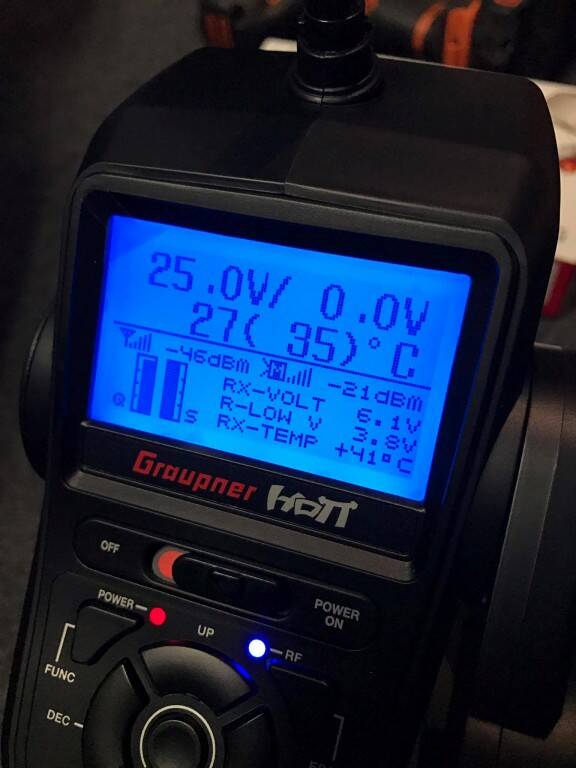 25.0V/ 0.0V
27( 35)°C
-46dBm M -21dBm
RX-VOLT 6.1V
R-LOW V 3.8V
RX-TEMP +41°C
Q S
Graupner HoTT
OFF
POWER ON
POWER
UP
RF
FUNC
DEC